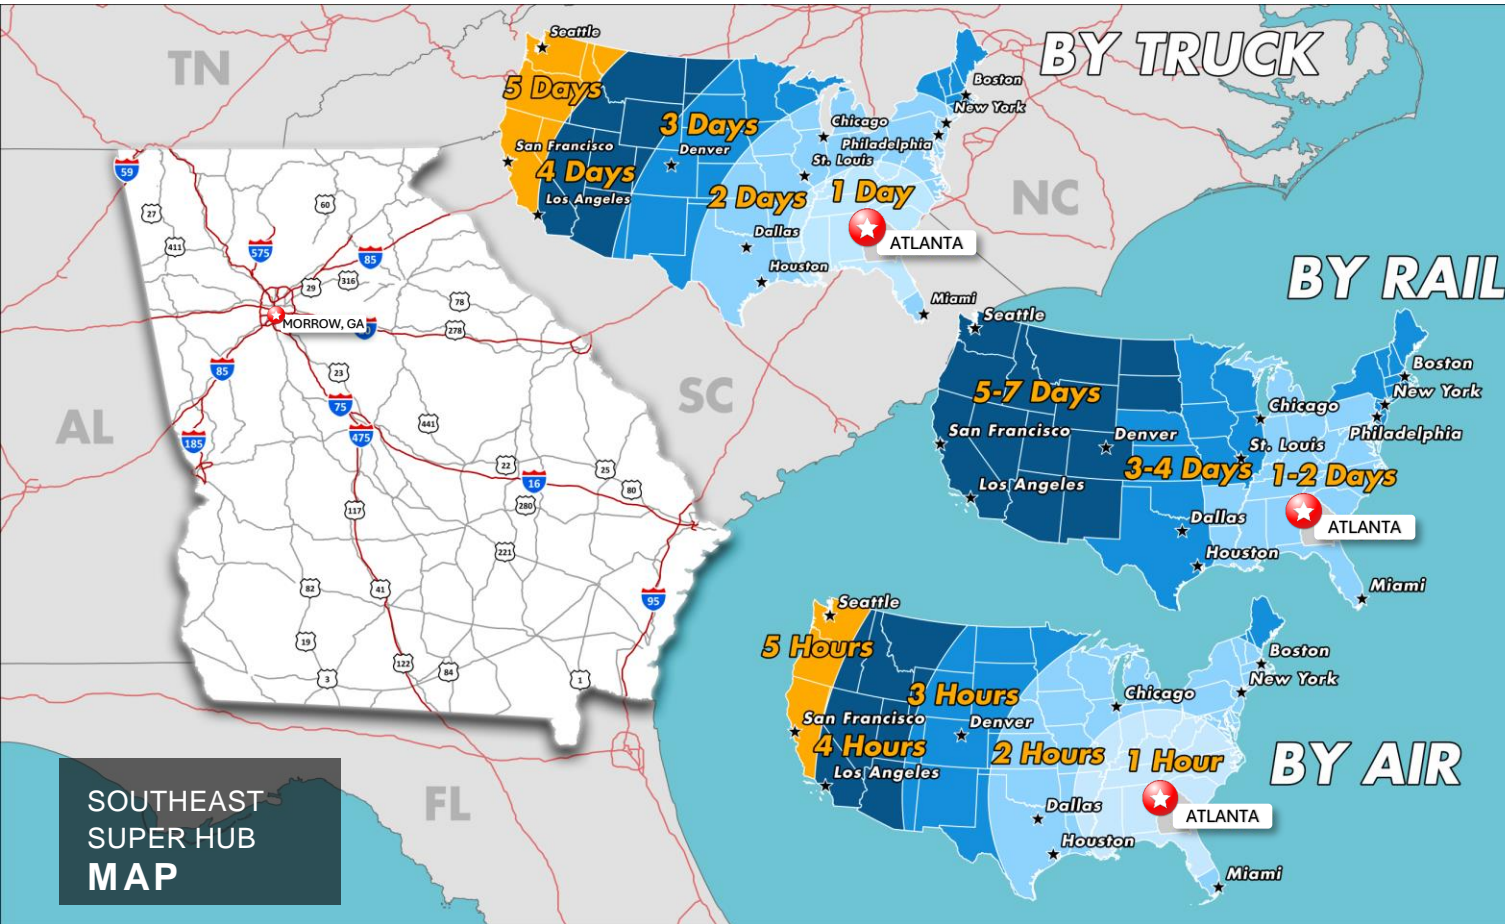 TN
NC
SC
AL
FL
59
27
411
60
575
85
29
316
78
278
MORROW, GA
85
23
75
441
475
185
22
25
16
80
280
117
221
82
41
95
19
122
84
3
1
SOUTHEAST
SUPER HUB
MAP
BY TRUCK
Seattle
5 Days
Boston
New York
Chicago
3 Days
Philadelphia
San Francisco
Denver
St. Louis
4 Days
2 Days
1 Day
Los Angeles
Dallas
ATLANTA
Houston
Miami
BY RAIL
Seattle
Boston
5-7 Days
New York
Chicago
San Francisco
Denver
Philadelphia
St. Louis
3-4 Days
1-2 Days
Los Angeles
Dallas
ATLANTA
Houston
Miami
BY AIR
Seattle
5 Hours
Boston
New York
3 Hours
Chicago
San Francisco
Denver
4 Hours
2 Hours
1 Hour
Los Angeles
Dallas
ATLANTA
Houston
Miami